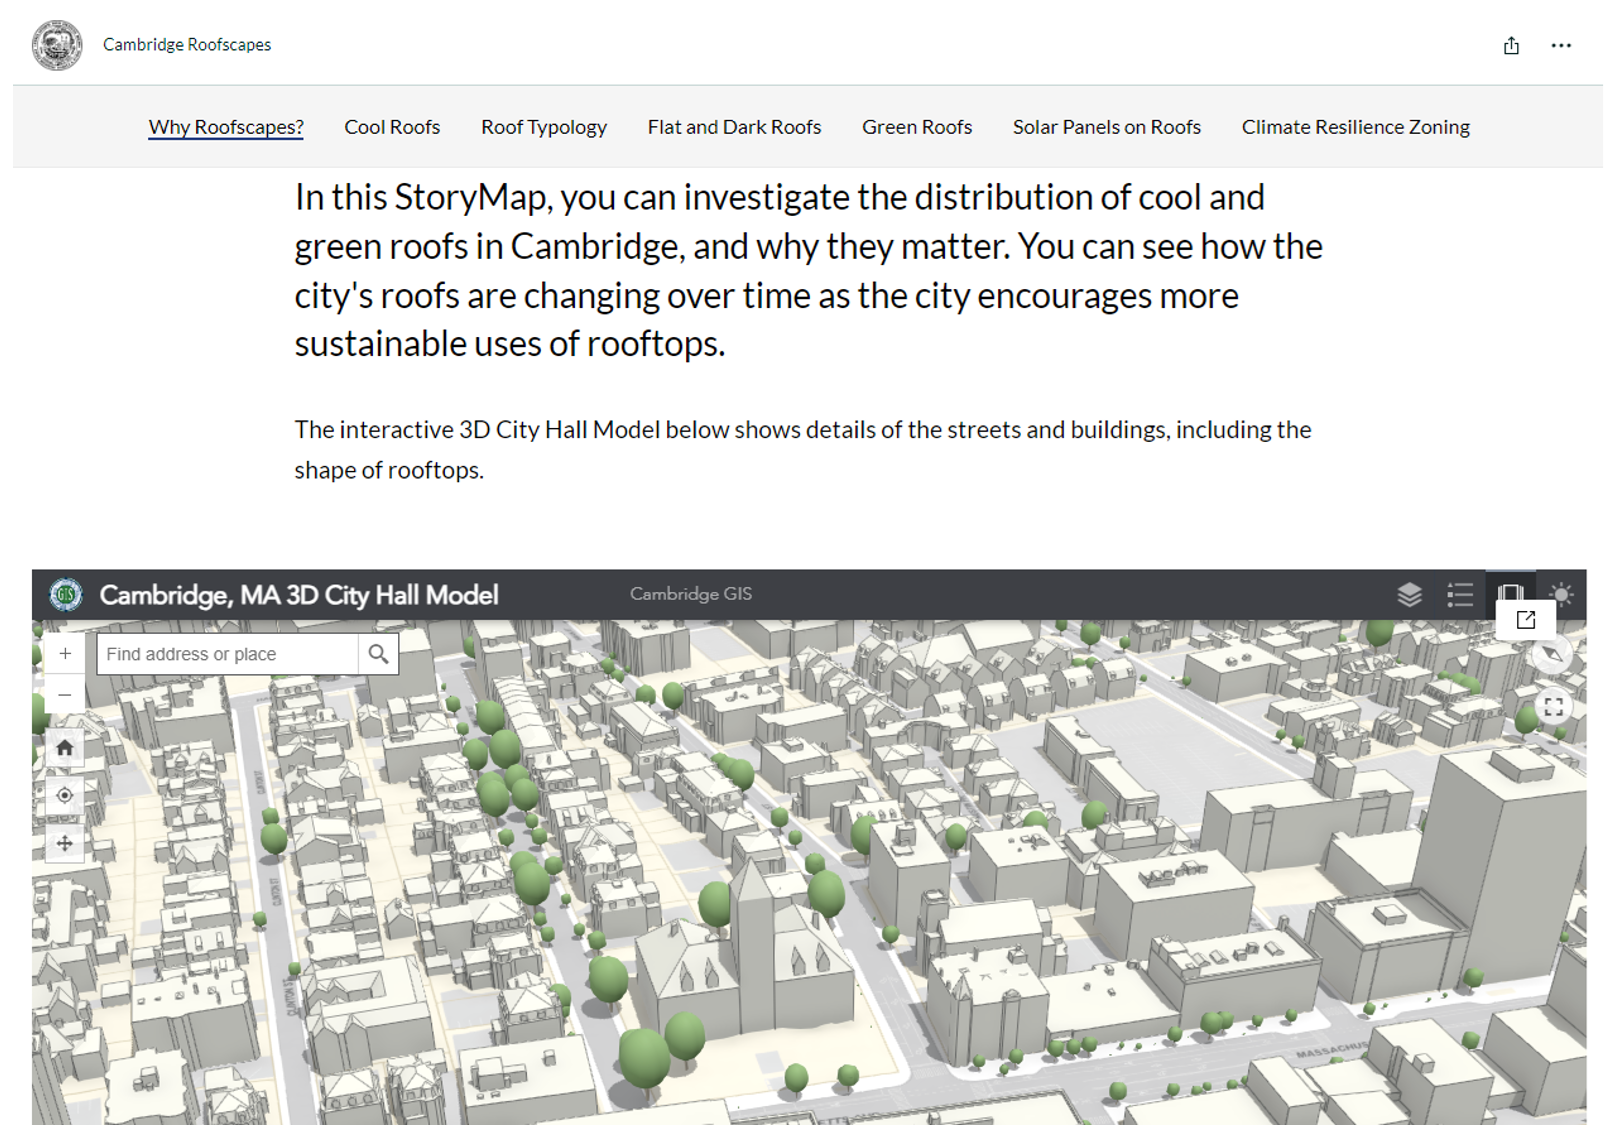 Cambridge Roofscapes
Why Roofscapes? Cool Roofs Roof Typology Flat and Dark Roofs Green Roofs Solar Panels on Roofs Climate Resilience Zoning
In this StoryMap, you can investigate the distribution of cool and
green roofs in Cambridge, and why they matter. You can see how the
city's roofs are changing over time as the city encourages more
sustainable uses of rooftops.
The interactive 3D City Hall Model below shows details of the streets and buildings, including the
shape of rooftops.
GIS
Cambridge, MA 3D City Hall Model
Cambridge GIS
Find address or place
CLINTON ST
MASSACHUS